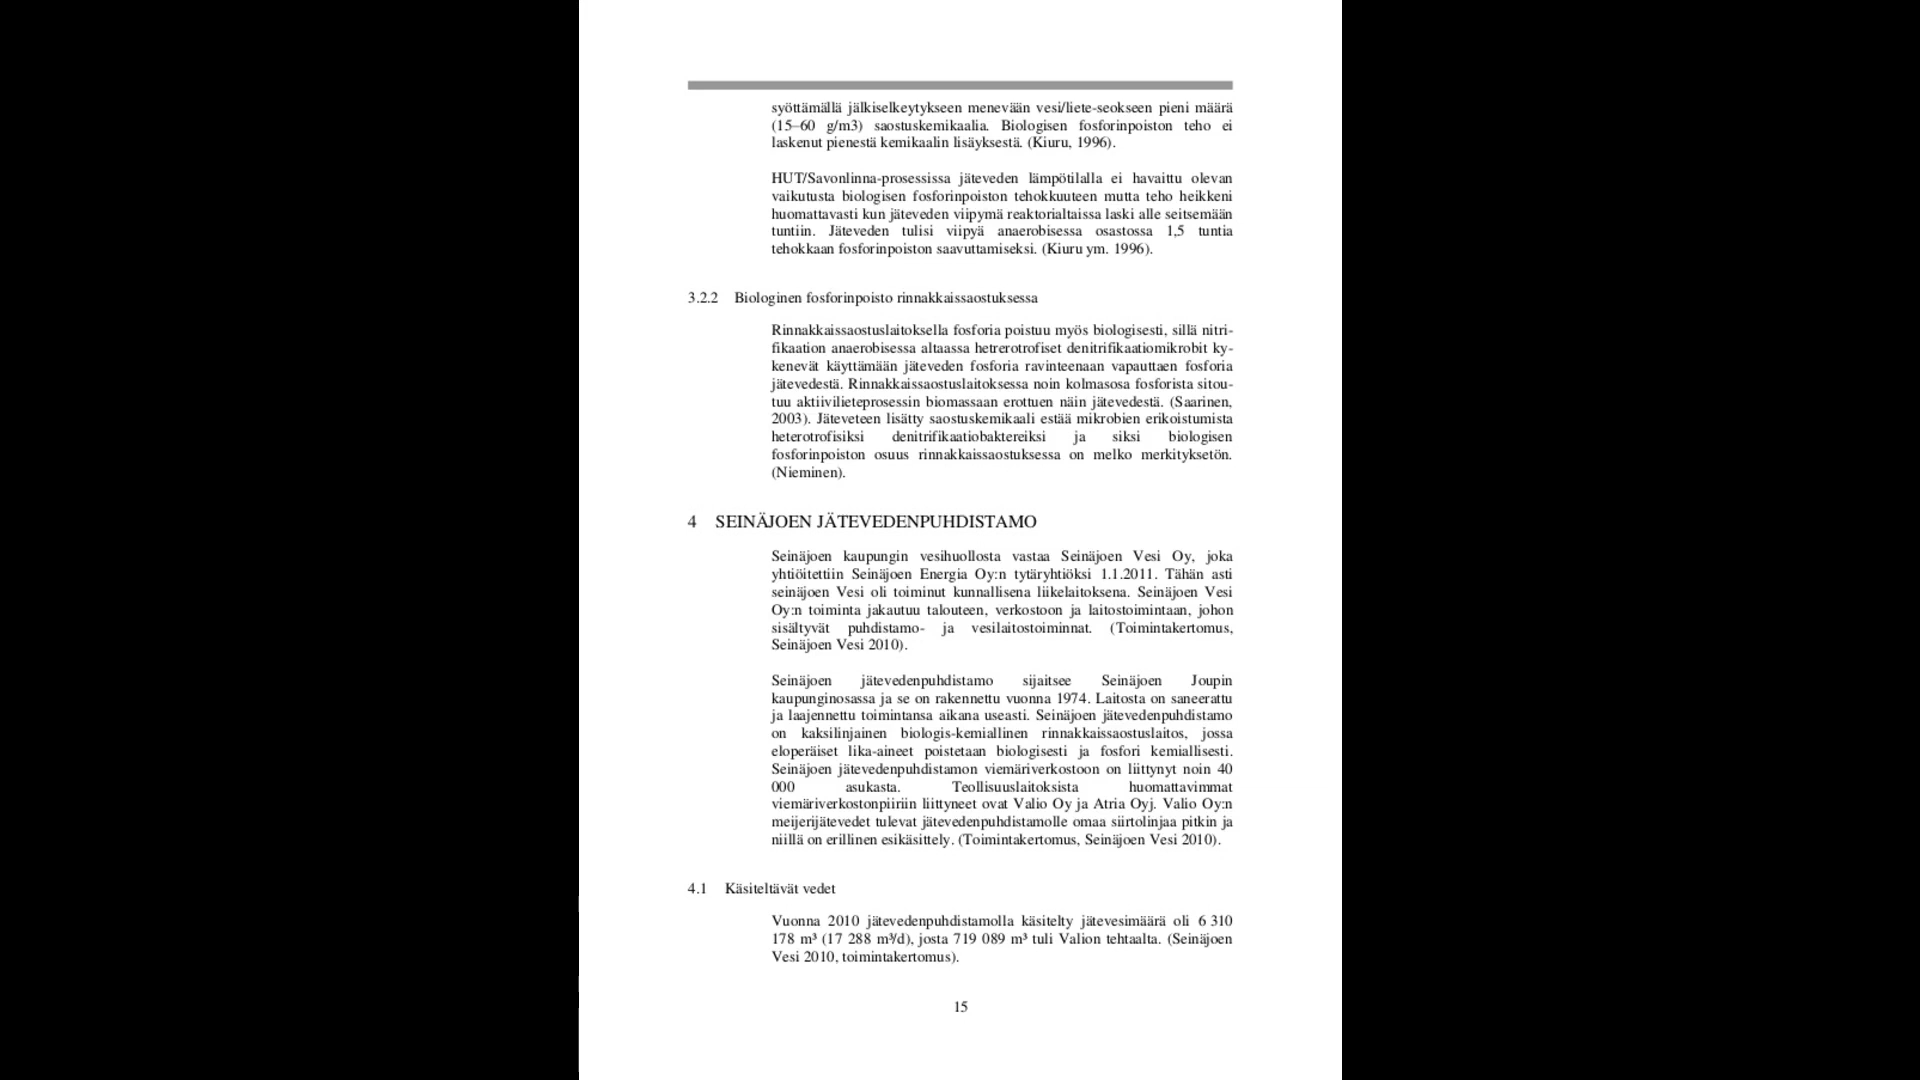 syöttämällä jälkiselkeytykseen menevään vesi/liete-seokseen pieni määrä
(15–60 g/m3) saostuskemikaalia. Biologisen fosforinpoiston teho ei
laskenut pienestä kemikaalin lisäyksestä. (Kiuru, 1996).
HUT/Savonlinna-prosessissa jäteveden lämpötilalla ei havaittu olevan
vaikutusta biologisen fosforinpoiston tehokkuuteen mutta teho heikkeni
huomattavasti kun jäteveden viipymä reaktorialtaissa laski alle seitsemään
tuntiin. Jäteveden tulisi viipyä anaerobisessa osastossa 1,5 tuntia
tehokkaan fosforinpoiston saavuttamiseksi. (Kiuru ym. 1996).
3.2.2 Biologinen fosforinpoisto rinnakkaissaostuksessa
Rinnakkaissaostuslaitoksella fosforia poistuu myös biologisesti, sillä nitri-
fikaation anaerobisessa altaassa hetrerotrofiset denitrifikaatiomikrobit ky-
kenevät käyttämään jäteveden fosforia ravinteenaan vapauttaen fosforia
jätevedestä. Rinnakkaissaostuslaitoksessa noin kolmasosa fosforista sitou-
tuu aktiivilieteprosessin biomassaan erottuen näin jätevedestä. (Saarinen,
2003). Jäteveteen lisätty saostuskemikaali estää mikrobien erikoistumista
heterotrofisiksi denitrifikaatiobaktereiksi ja siksi biologisen
fosforinpoiston osuus rinnakkaissaostuksessa on melko merkityksetön.
(Nieminen).
4 SEINÄJOEN JÄTEVEDENPUHDISTAMO
Seinäjoen kaupungin vesihuollosta vastaa Seinäjoen Vesi Oy, joka
yhtiöitettiin Seinäjoen Energia Oy:n tytäryhtiöksi 1.1.2011. Tähän asti
seinäjoen Vesi oli toiminut kunnallisena liikelaitoksena. Seinäjoen Vesi
Oy:n toiminta jakautuu talouteen, verkostoon ja laitostoimintaan, johon
sisältyvät puhdistamo- ja vesilaitostoiminnat. (Toimintakertomus,
Seinäjoen Vesi 2010).
Seinäjoen jätevedenpuhdistamo sijaitsee Seinäjoen Joupin
kaupunginosassa ja se on rakennettu vuonna 1974. Laitosta on saneerattu
ja laajennettu toimintansa aikana useasti. Seinäjoen jätevedenpuhdistamo
on kaksilinjainen biologis-kemiallinen rinnakkaissaostuslaitos, jossa
eloperäiset lika-aineet poistetaan biologisesti ja fosfori kemiallisesti.
Seinäjoen jätevedenpuhdistamon viemäriverkostoon on liittynyt noin 40
000 asukasta. Teollisuuslaitoksista huomattavimmat
viemäriverkostonpiiriin liittyneet ovat Valio Oy ja Atria Oyj. Valio Oy:n
meijerijätevedet tulevat jätevedenpuhdistamolle omaa siirtolinjaa pitkin ja
niillä on erillinen esikäsittely. (Toimintakertomus, Seinäjoen Vesi 2010).
4.1 Käsiteltävät vedet
Vuonna 2010 jätevedenpuhdistamolla käsitelty jätevesimäärä oli 6 310
178 m³ (17 288 m³/d), josta 719 089 m³ tuli Valion tehtaalta. (Seinäjoen
Vesi 2010, toimintakertomus).
15